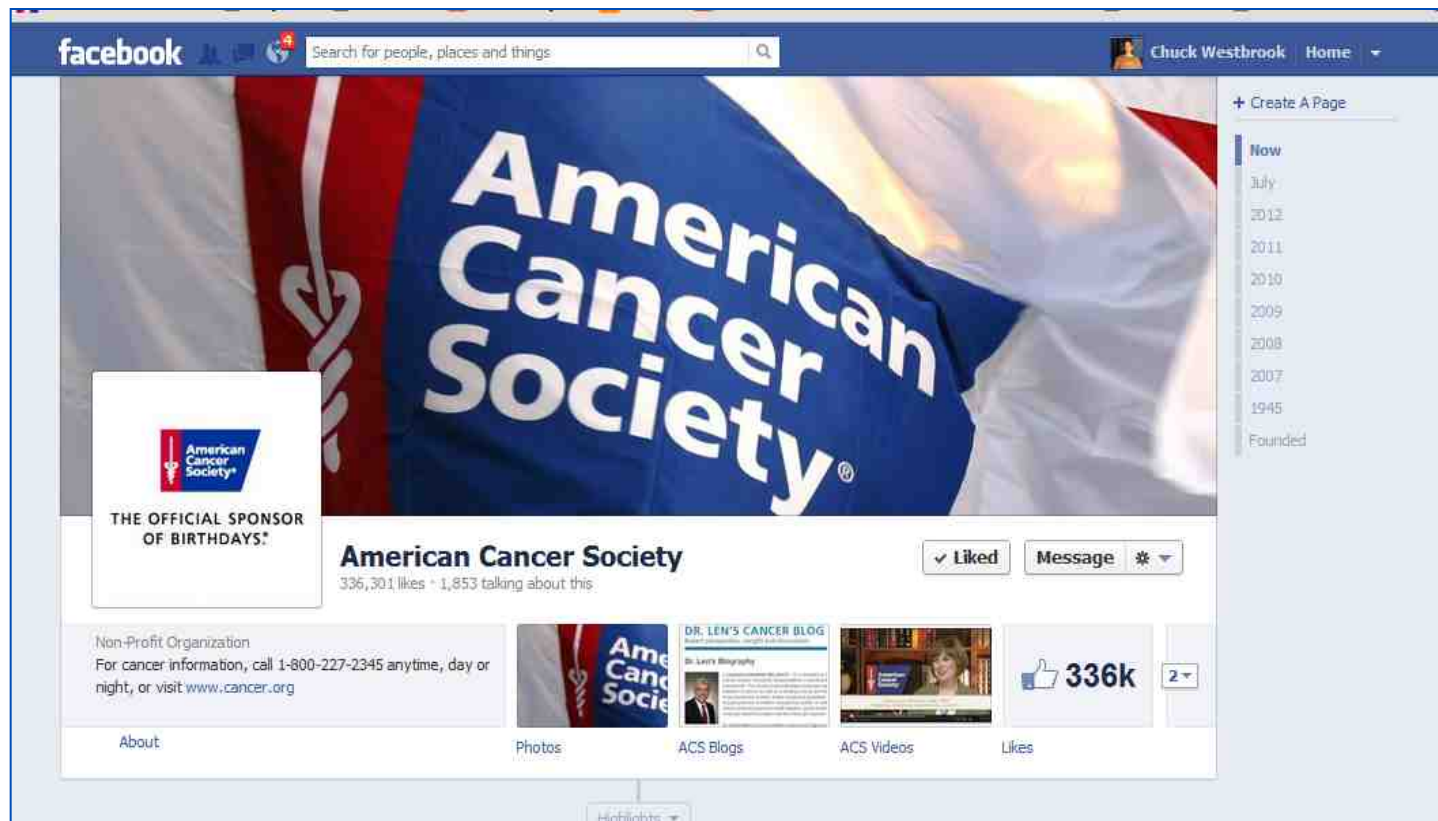 facebook
4
Search for people, places and things
Chuck Westbrook
Home
+ Create A Page
Now
July
2012
2011
2010
2009
2008
2007
1945
Founded
American
Cancer
Society®
American
Cancer
Society®
THE OFFICIAL SPONSOR
OF BIRTHDAYS.®
American Cancer Society
336,301 likes · 1,853 talking about this
✓ Liked
Message
Non-Profit Organization
For cancer information, call 1-800-227-2345 anytime, day or
night, or visit www.cancer.org
About
Ame
Canc
Socie
Photos
DR. LEN'S CANCER BLOG
Dr. Len's Biography
ACS Blogs
ACS Videos
336k
Likes
2
Highlights